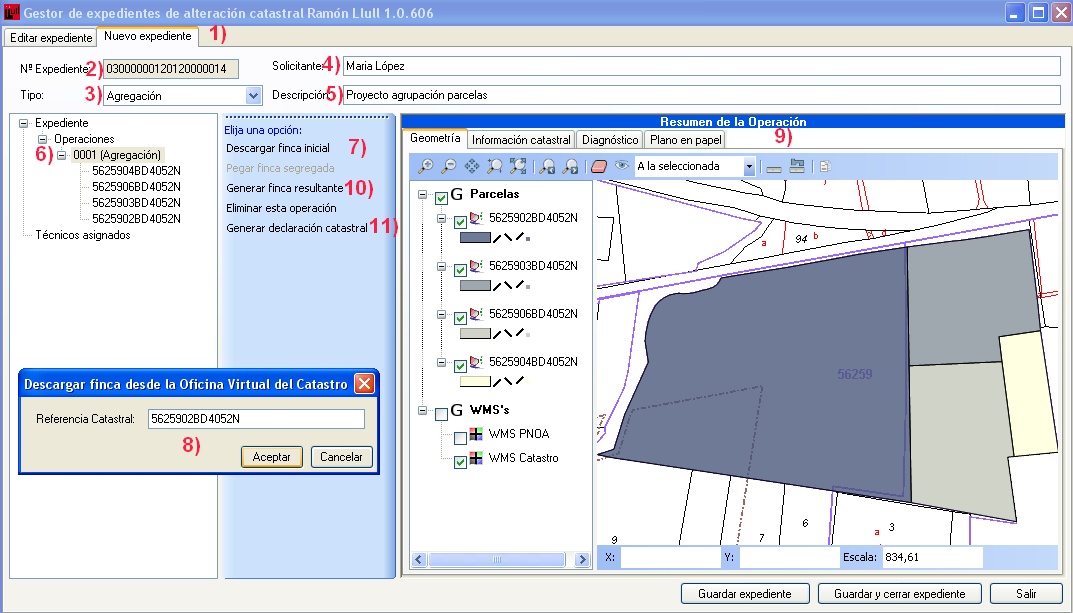 Gestor de expedientes de alteración catastral Ramón Llull 1.0.606
Editar expediente Nuevo expediente 1)
Nº Expediente: 2) 03000000120120000014 Solicitante: 4) Maria López
Tipo: 3) Agregación Descripción: 5) Proyecto agrupación parcelas
Expediente
Operaciones
6) 0001 (Agregación)
5625904BD4052N
5625906BD4052N
5625903BD4052N
5625902BD4052N
Técnicos asignados
Elija una opción:
Descargar finca inicial 7)
Pegar finca segregada
Generar finca resultante 10)
Eliminar esta operación
Generar declaración catastral 11)
Resumen de la Operación
Geometría Información catastral Diagnóstico Plano en papel 9)
A la seleccionada
G Parcelas
5625902BD4052N
5625903BD4052N
5625906BD4052N
5625904BD4052N
G WMS's
WMS PNOA
WMS Catastro
a 94 b d
56259
9 7 6 a 3
X: Y: Escala: 834,61
Descargar finca desde la Oficina Virtual del Catastro
Referencia Catastral: 5625902BD4052N
8)
Aceptar Cancelar
Guardar expediente Guardar y cerrar expediente Salir